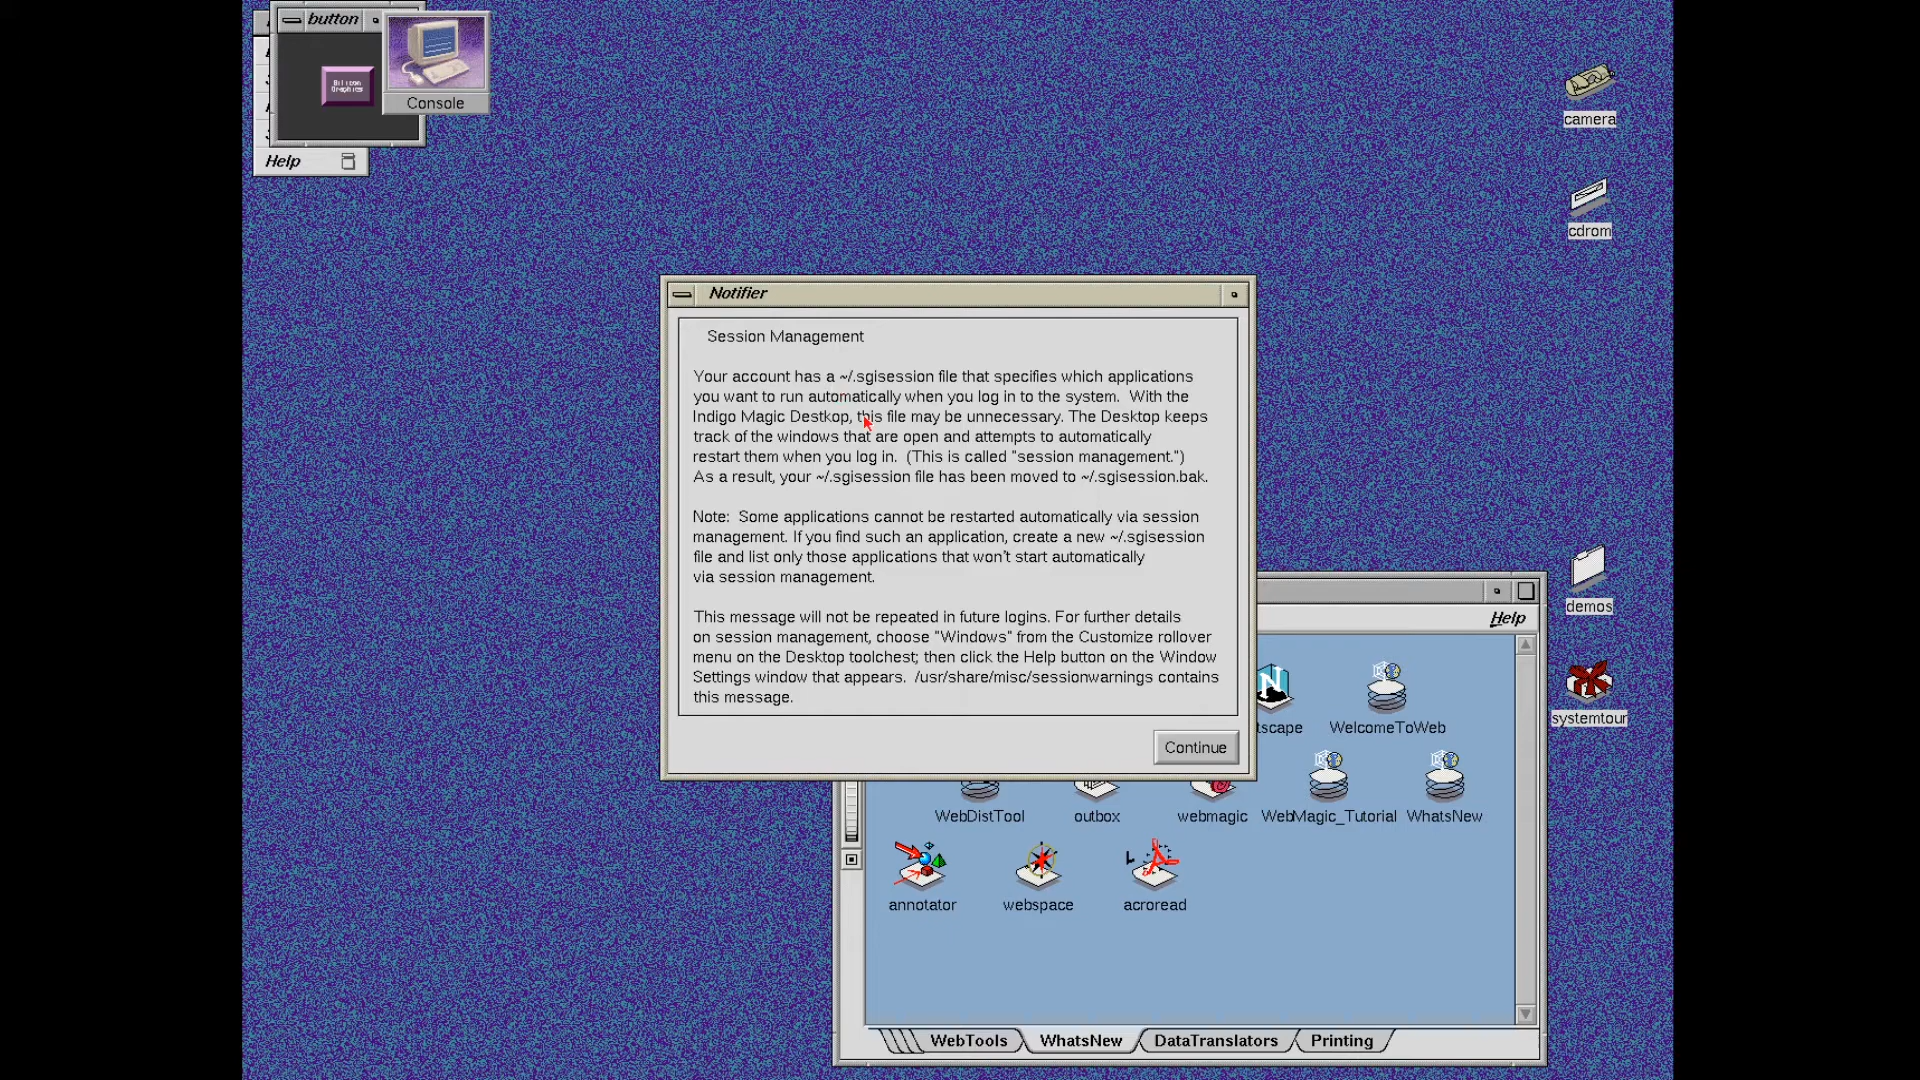 button
Silicon
Graphics
Console
Help
camera
cdrom
Notifier
Session Management
Your account has a ~/.sgisession file that specifies which applications
you want to run automatically when you log in to the system.  With the
Indigo Magic Destkop, this file may be unnecessary. The Desktop keeps
track of the windows that are open and attempts to automatically
restart them when you log in.  (This is called "session management.")
As a result, your ~/.sgisession file has been moved to ~/.sgisession.bak.
Note:  Some applications cannot be restarted automatically via session
management. If you find such an application, create a new ~/.sgisession
file and list only those applications that won't start automatically
via session management.
This message will not be repeated in future logins. For further details
on session management, choose "Windows" from the Customize rollover
menu on the Desktop toolchest; then click the Help button on the Window
Settings window that appears.  /usr/share/misc/sessionwarnings contains
this message.
Continue
demos
systemtour
Help
tscape WelcomeToWeb
WebDistTool outbox webmagic WebMagic_Tutorial WhatsNew
annotator webspace acroread
WebTools WhatsNew DataTranslators Printing